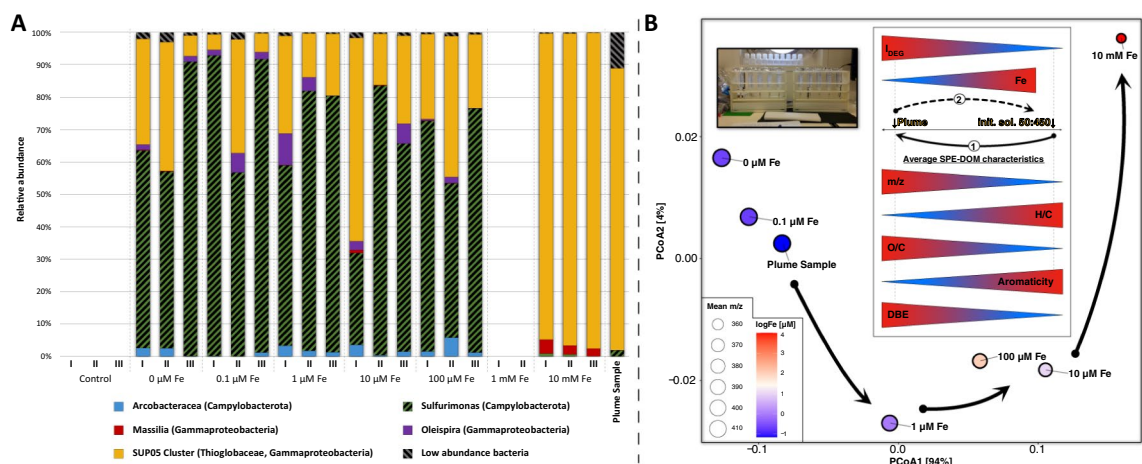 A
100%
90%
80%
70%
60%
50%
40%
30%
20%
10%
0%
Relative abundance
I II III I II III I II III I II III I II III I II III I II III I II III
Control 0 µM Fe 0.1 µM Fe 1 µM Fe 10 µM Fe 100 µM Fe 1 mM Fe 10 mM Fe
Plume Sample
Arcobacteracea (Campylobacterota)
Sulfurimonas (Campylobacterota)
Massilia (Gammaproteobacteria)
Oleispira (Gammaproteobacteria)
SUP05 Cluster (Thioglobaceae, Gammaproteobacteria)
Low abundance bacteria
B
PCoA2 [4%]
0.02
0.00
−0.02
−0.1 0.0 0.1
PCoA1 [94%]
0 µM Fe
0.1 µM Fe
Plume Sample
1 µM Fe
100 µM Fe
10 µM Fe
10 mM Fe
IDEG
Fe
2
↓Plume Init. sol. 50:450↓
1
Average SPE-DOM characteristics
m/z
H/C
O/C
Aromaticity
DBE
Mean m/z
360
370
380
390
400
410
logFe [µM]
4
3
2
1
0
−1